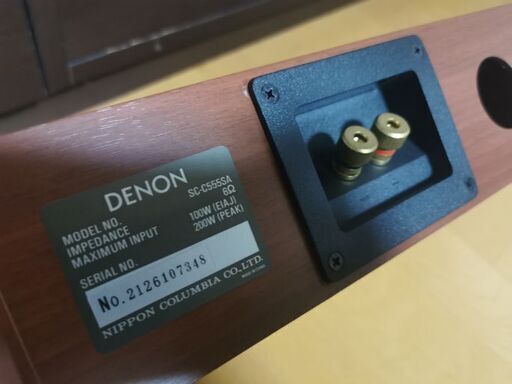 DENON
MODEL NO. SC-C555SA
IMPEDANCE 6Ω
MAXIMUM INPUT 100W (EIAJ)
200W (PEAK)
SERIAL NO.
NO.2126107348
NIPPON COLUMBIA CO.,LTD.